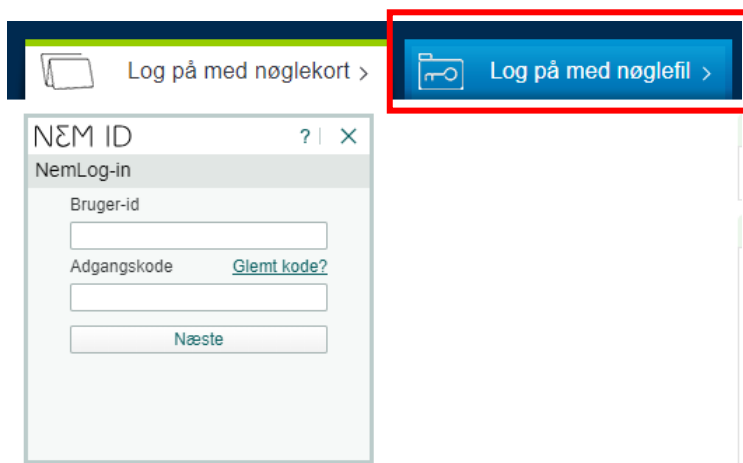 Log på med nøglekort >
Log på med nøglefil >
NEM ID ? | ×
NemLog-in
Bruger-id
Adgangskode Glemt kode?
Næste